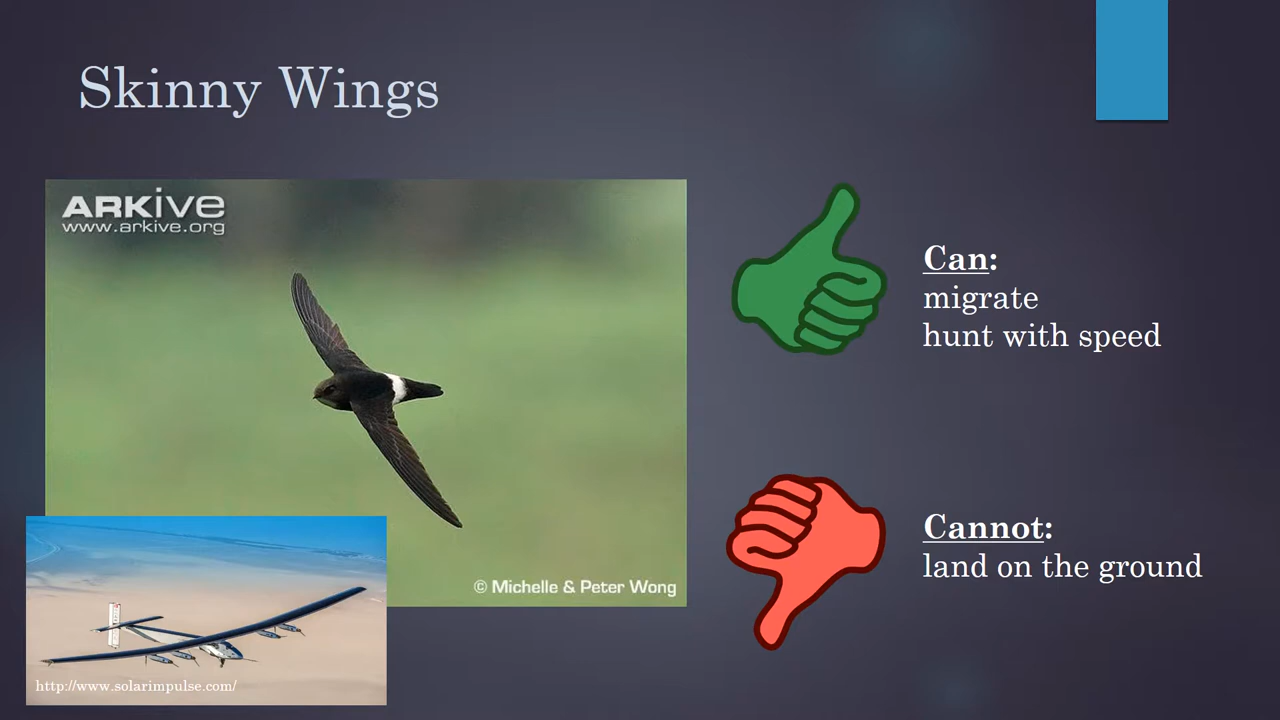 Skinny Wings
ARKive
www.arkive.org
Can:
migrate
hunt with speed
© Michelle & Peter Wong
Cannot:
land on the ground
http://www.solarimpulse.com/